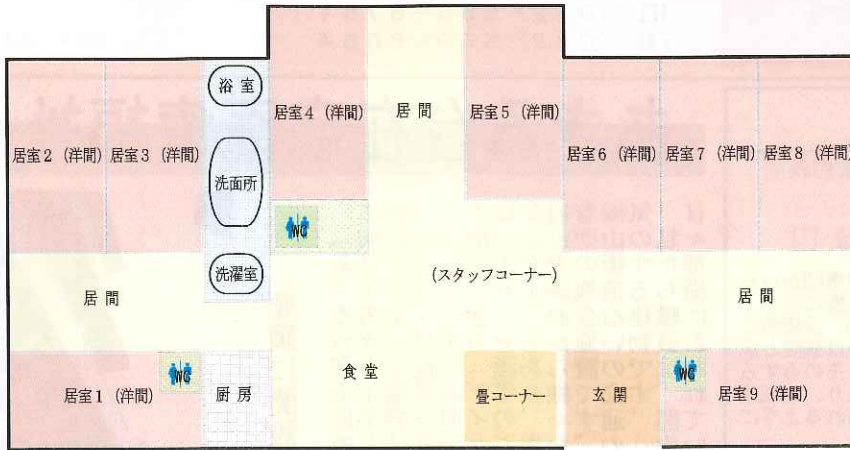 浴 室
居室4（洋間）
居 間
居室5（洋間）
居室2（洋間）
居室3（洋間）
洗面所
居室6（洋間）
居室7（洋間）
居室8（洋間）
WC
洗濯室
(スタッフコーナー)
居 間
居 間
食 堂
WC
居室1（洋間）
厨 房
畳コーナー
玄 関
WC
居室9（洋間）